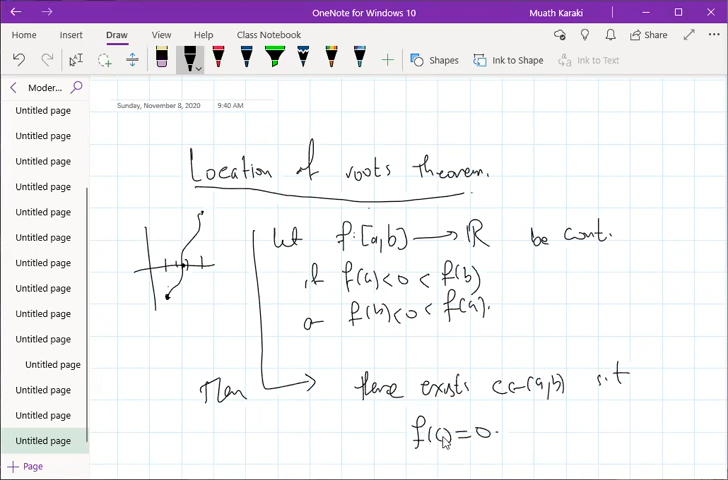 OneNote for Windows 10
Muath Karaki
Home Insert Draw View Help Class Notebook
Share
Shapes Ink to Shape Ink to Text
Moder...
Untitled page
Untitled page
Untitled page
Untitled page
Untitled page
Untitled page
Untitled page
Untitled page
Untitled page
Untitled page
Untitled page
Untitled page
Untitled page
Untitled page
+ Page
Sunday, November 8, 2020 9:40 AM
Location of roots theorem.
Let f: [a,b] → ℝ be cont.
if f(a)<0<f(b)
or f(b)<0<f(a).
Then there exists c∈(a,b) s.t
f(c)=0.